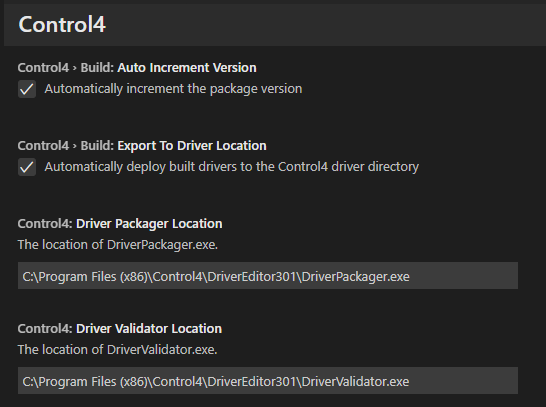 Control4
Control4 › Build: Auto Increment Version
Automatically increment the package version
Control4 › Build: Export To Driver Location
Automatically deploy built drivers to the Control4 driver directory
Control4: Driver Packager Location
The location of DriverPackager.exe.
C:\Program Files (x86)\Control4\DriverEditor301\DriverPackager.exe
Control4: Driver Validator Location
The location of DriverValidator.exe.
C:\Program Files (x86)\Control4\DriverEditor301\DriverValidator.exe